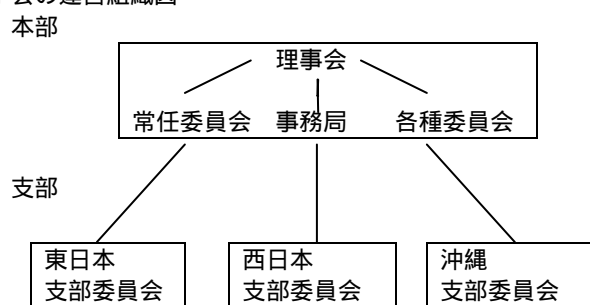 会の運営組織図
本部
理事会
常任委員会 事務局 各種委員会
支部
東日本 西日本 沖縄
支部委員会 支部委員会 支部委員会